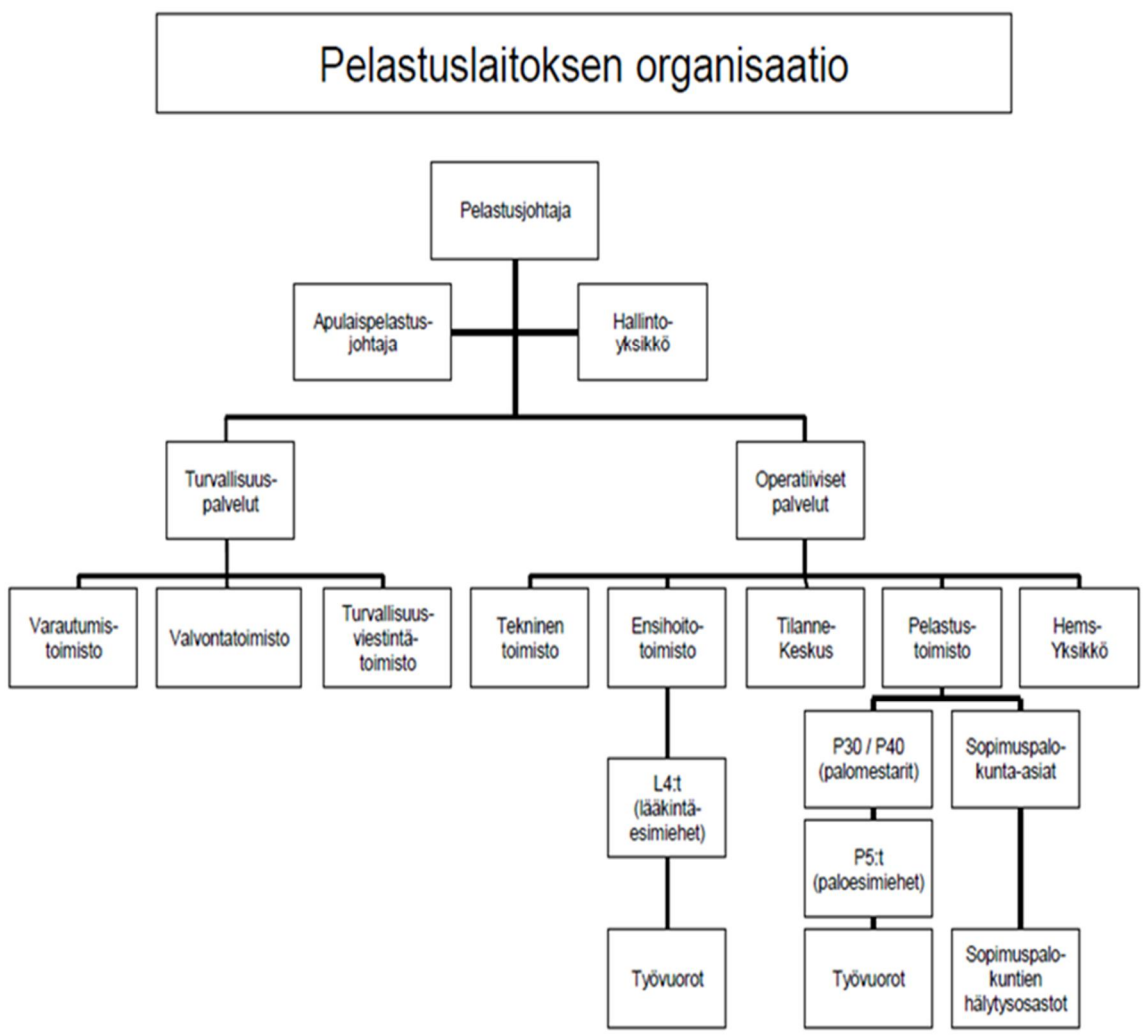 Pelastuslaitoksen organisaatio
Pelastusjohtaja
Apulaispelastus-
johtaja
Hallinto-
yksikkö
Turvallisuus-
palvelut
Operatiiviset
palvelut
Varautumis-
toimisto
Valvontatoimisto
Turvallisuus-
viestintä-
toimisto
Tekninen
toimisto
Ensihoito-
toimisto
Tilanne-
Keskus
Pelastus-
toimisto
Hems-
Yksikkö
L4:t
(lääkintä-
esimiehet)
Työvuorot
P30 / P40
(palomestarit)
P5:t
(paloesimiehet)
Työvuorot
Sopimuspalo-
kunta-asiat
Sopimuspalo-
kuntien
hälytysosastot